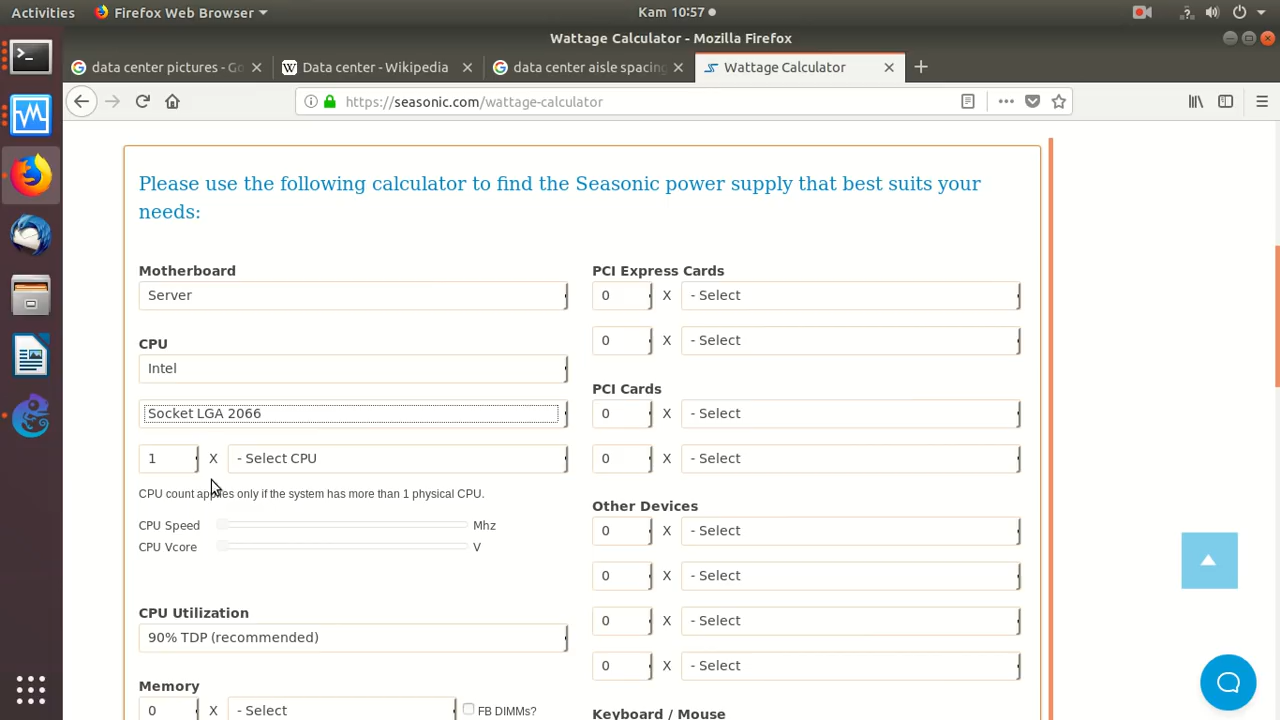 Activities
Firefox Web Browser
Kam 10:57
Wattage Calculator - Mozilla Firefox
data center pictures - Go
Data center - Wikipedia
data center aisle spacing
Wattage Calculator
https://seasonic.com/wattage-calculator
Please use the following calculator to find the Seasonic power supply that best suits your
needs:
Motherboard
Server
CPU
Intel
Socket LGA 2066
1 X - Select CPU
CPU count applies only if the system has more than 1 physical CPU.
CPU Speed Mhz
CPU Vcore V
CPU Utilization
90% TDP (recommended)
Memory
0 X - Select FB DIMMs?
PCI Express Cards
0 X - Select
0 X - Select
PCI Cards
0 X - Select
0 X - Select
Other Devices
0 X - Select
0 X - Select
0 X - Select
0 X - Select
Keyboard / Mouse